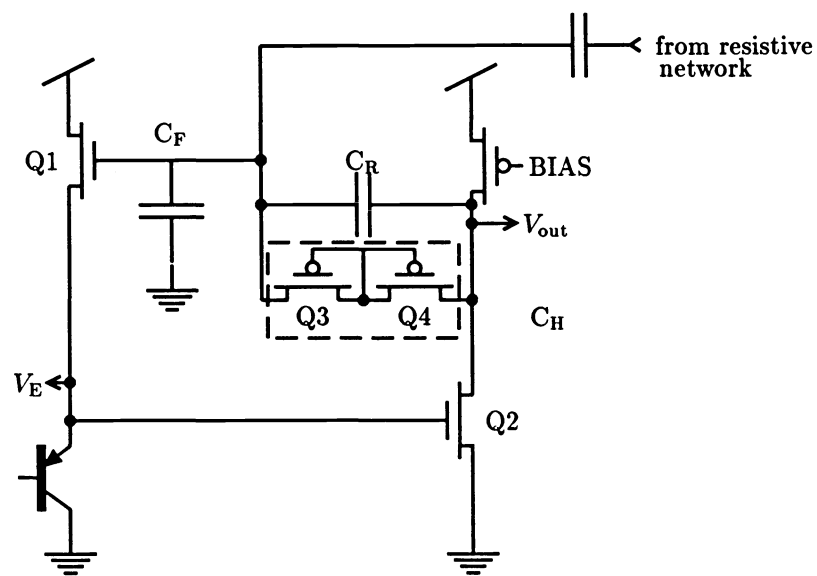 from resistive
network
C_F
Q1
C_R
BIAS
V_out
Q3
Q4
C_H
V_E
Q2